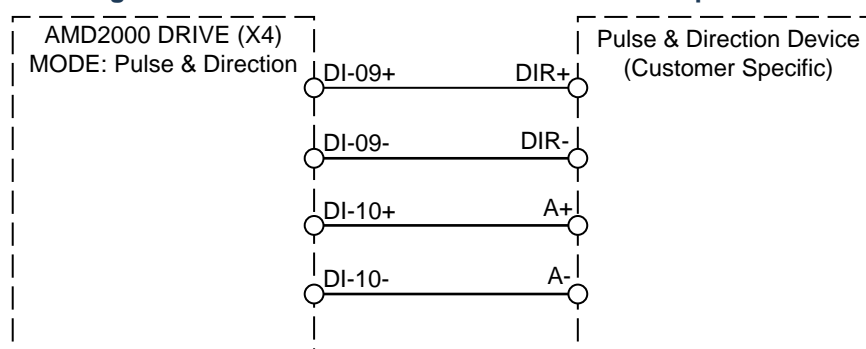 AMD2000 DRIVE (X4)
MODE: Pulse & Direction
Pulse & Direction Device
(Customer Specific)
DI-09+ DIR+
DI-09- DIR-
DI-10+ A+
DI-10- A-